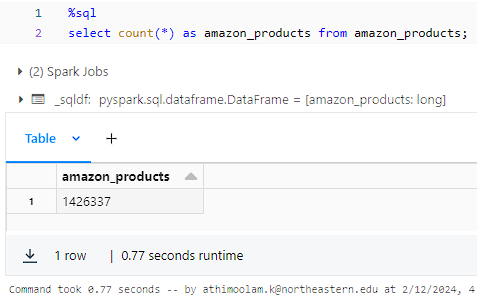 1 %sql
2 select count(*) as amazon_products from amazon_products;
(2) Spark Jobs
_sqldf: pyspark.sql.dataframe.DataFrame = [amazon_products: long]
Table +
amazon_products
1 1426337
1 row | 0.77 seconds runtime
Command took 0.77 seconds -- by athimoolam.k@northeastern.edu at 2/12/2024, 4